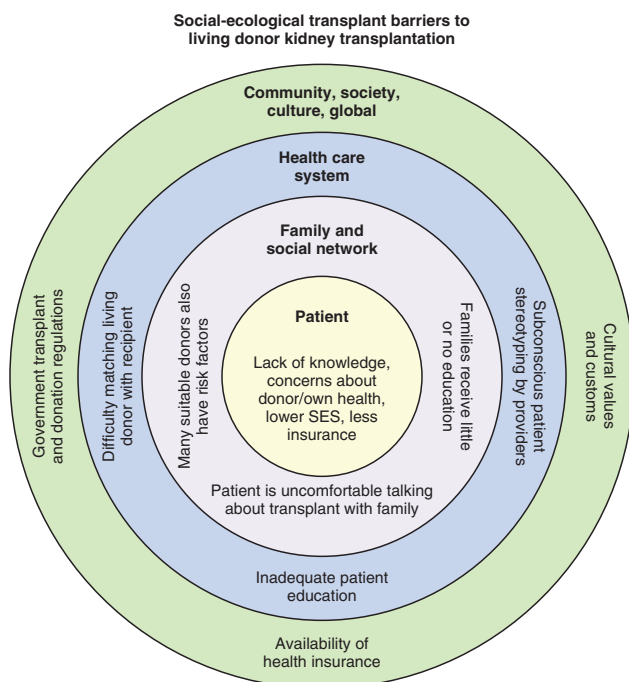 Social-ecological transplant barriers to
living donor kidney transplantation
Community, society,
culture, global
Health care
system
Family and
social network
Patient
Lack of knowledge,
concerns about
donor/own health,
lower SES, less
insurance
Government transplant
and donation regulations
Difficulty matching living
donor with recipient
Many suitable donors also
have risk factors
Families receive little
or no education
Subconscious patient
stereotyping by providers
Cultural values
and customs
Patient is uncomfortable talking
about transplant with family
Inadequate patient
education
Availability of
health insurance